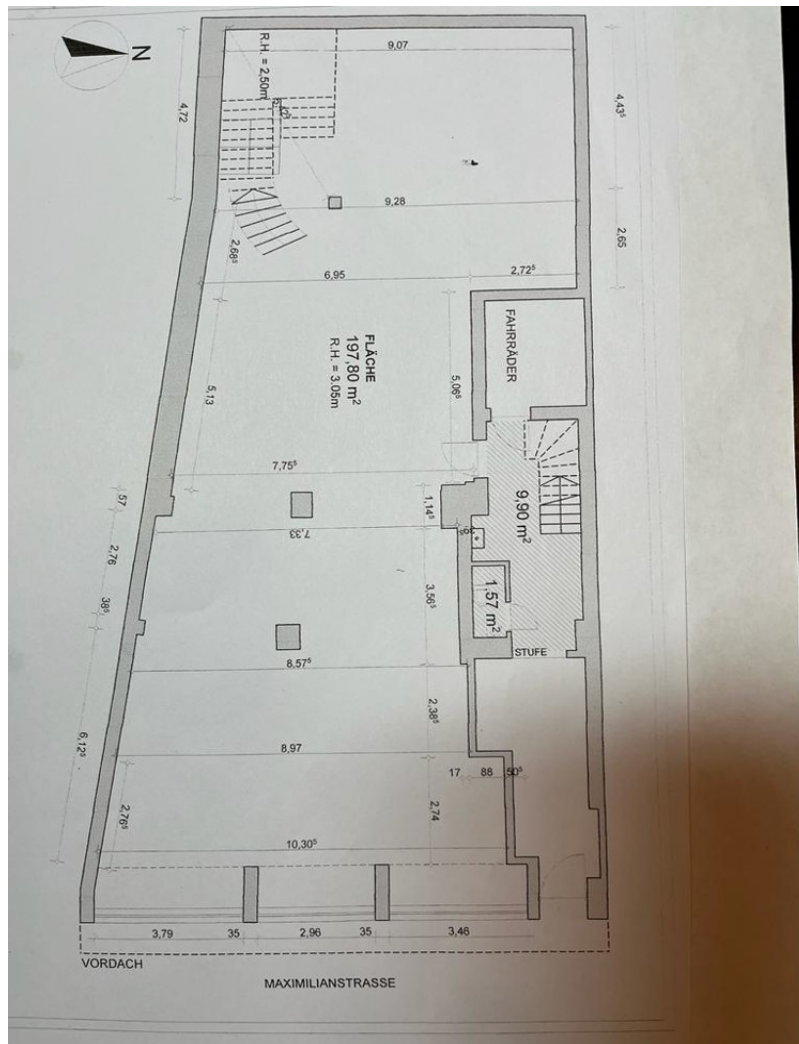 N
R.H. = 2,50m
9,07
4,43⁵
4,72
9,28
2,65
2,68⁵
6,95
2,72⁵
FAHRRÄDER
FLÄCHE
197,80 m²
R.H. = 3.05m
5,06⁵
5,13
7,75⁵
9,90 m²
57
1,14⁵
7,33
2,76
3,56⁵
1,57 m²
38⁵
STUFE
8,57⁵
2,38⁵
6,12⁵
8,97
17
88
50⁵
2,76⁵
2,74
10,30⁵
3,79
35
2,96
35
3,46
VORDACH
MAXIMILIANSTRASSE